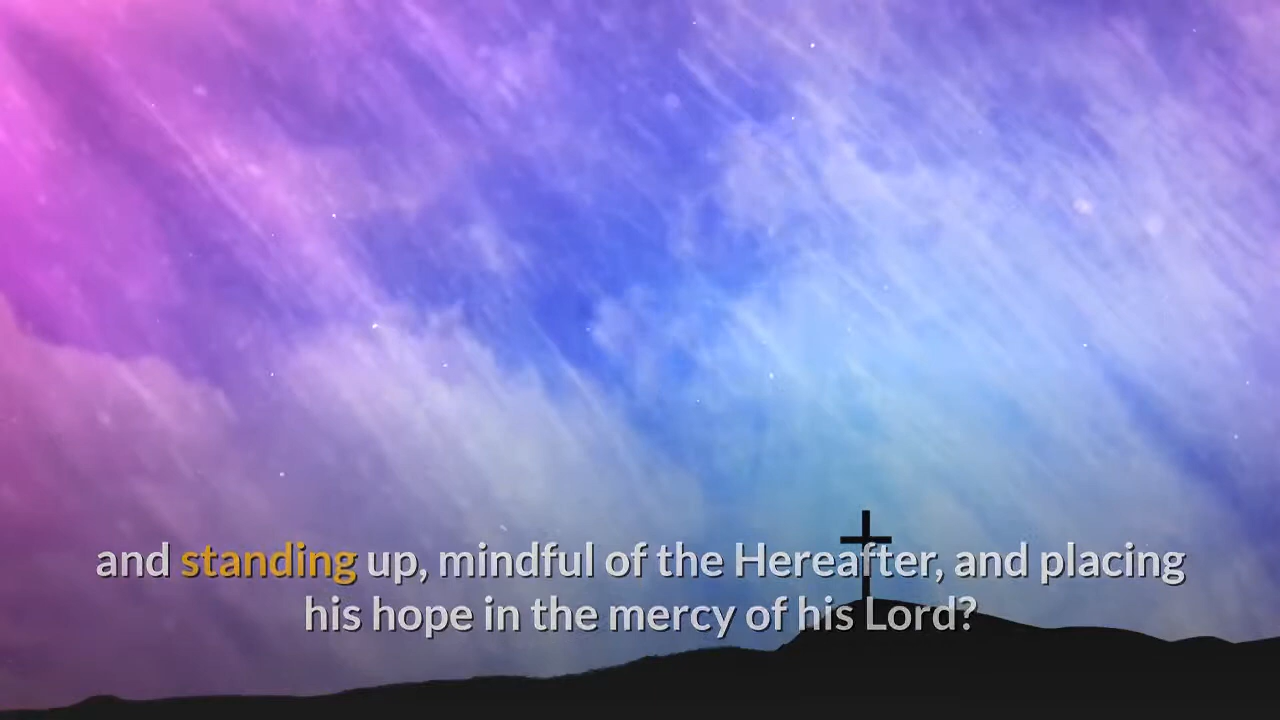 and standing up, mindful of the Hereafter, and placing
his hope in the mercy of his Lord?